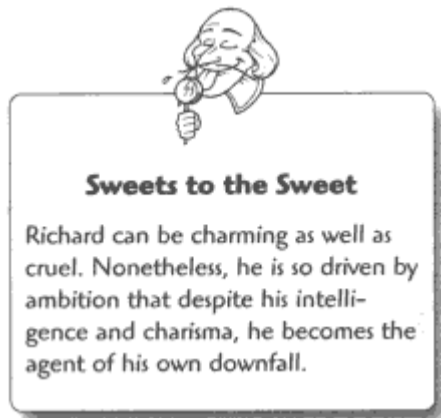 Sweets to the Sweet
Richard can be charming as well as
cruel. Nonetheless, he is so driven by
ambition that despite his intelli-
gence and charisma, he becomes the
agent of his own downfall.